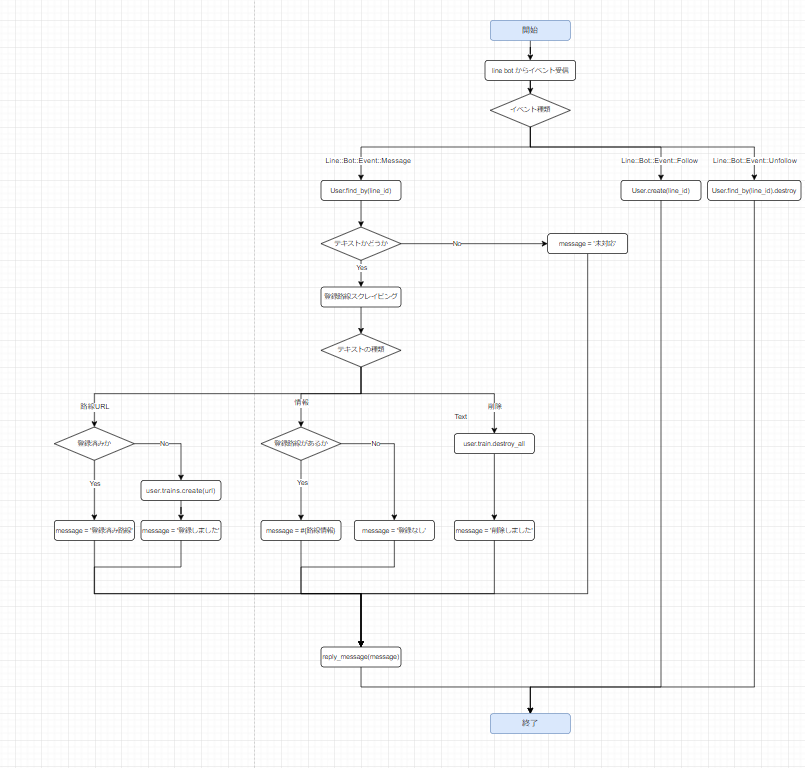 開始
line bot からイベント受信
イベント種類
Line::Bot::Event::Message
Line::Bot::Event::Follow
Line::Bot::Event::Unfollow
User.find_by(line_id)
User.create(line_id)
User.find_by(line_id).destroy
テキストかどうか
No
message = '未対応'
Yes
登録路線スクレイピング
テキストの種類
路線URL
情報
削除
Text
登録済みか
No
登録路線があるか
No
user.train.destroy_all
Yes
user.trains.create(url)
Yes
message = '登録済み路線'
message = '登録しました'
message = #{路線情報}
message = '登録なし'
message = '削除しました'
reply_message(message)
終了